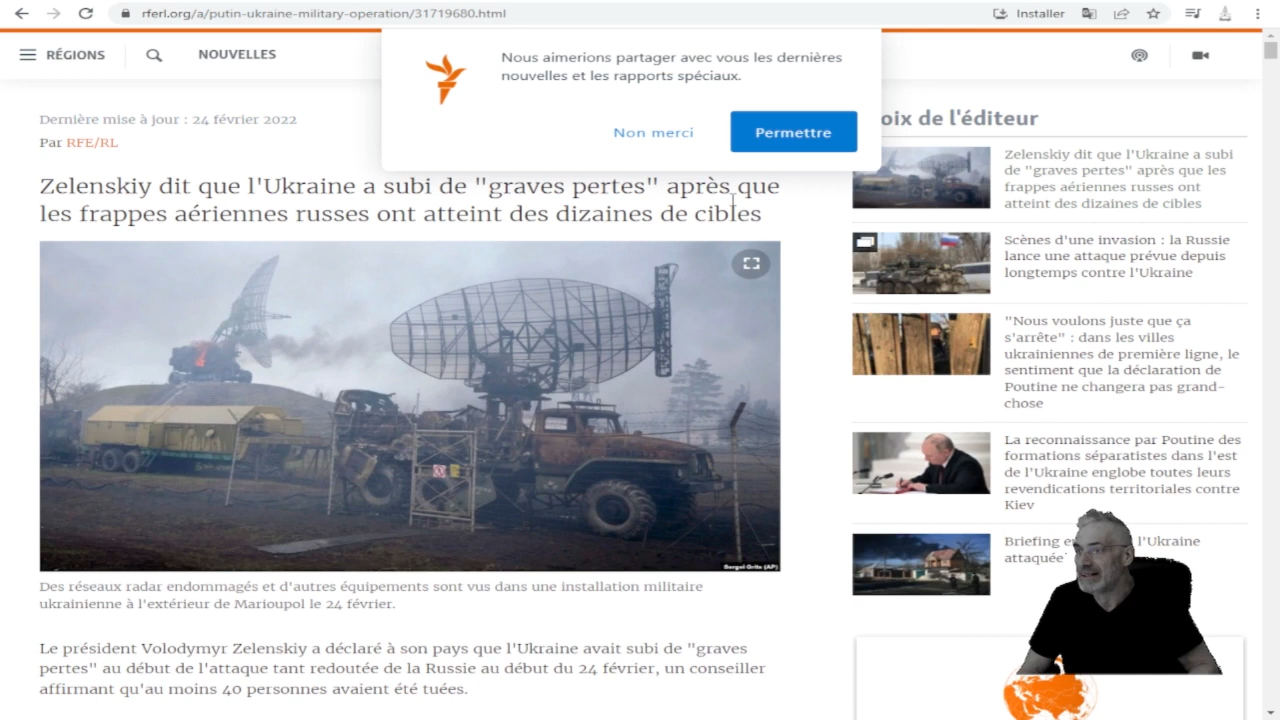 rferl.org/a/putin-ukraine-military-operation/31719680.html
Installer
RÉGIONS
NOUVELLES
Nous aimerions partager avec vous les dernières
nouvelles et les rapports spéciaux.
Non merci
Permettre
Dernière mise à jour : 24 février 2022
Par RFE/RL
Zelenskiy dit que l'Ukraine a subi de "graves pertes" après que
les frappes aériennes russes ont atteint des dizaines de cibles
Sergei Grits (AP)
Des réseaux radar endommagés et d'autres équipements sont vus dans une installation militaire
ukrainienne à l'extérieur de Marioupol le 24 février.
Le président Volodymyr Zelenskiy a déclaré à son pays que l'Ukraine avait subi de "graves
pertes" au début de l'attaque tant redoutée de la Russie au début du 24 février, un conseiller
affirmant qu'au moins 40 personnes avaient été tuées.
oix de l'éditeur
Zelenskiy dit que l'Ukraine a subi
de "graves pertes" après que les
frappes aériennes russes ont
atteint des dizaines de cibles
Scènes d'une invasion : la Russie
lance une attaque prévue depuis
longtemps contre l'Ukraine
"Nous voulons juste que ça
s'arrête" : dans les villes
ukrainiennes de première ligne, le
sentiment que la déclaration de
Poutine ne changera pas grand-
chose
La reconnaissance par Poutine des
formations séparatistes dans l'est
de l'Ukraine englobe toutes leurs
revendications territoriales contre
Kiev
Briefing l'Ukraine
attaquée